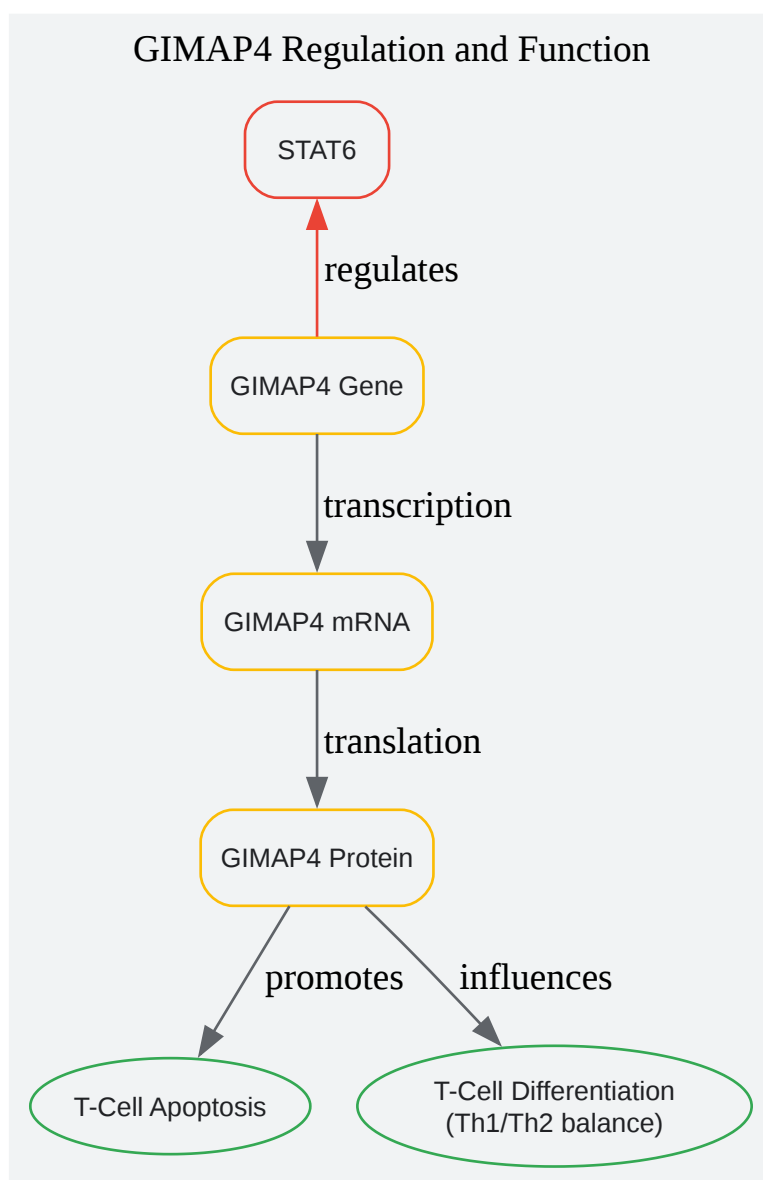 GIMAP4 Regulation and Function
STAT6
regulates
GIMAP4 Gene
transcription
GIMAP4 mRNA
translation
GIMAP4 Protein
promotes
influences
T-Cell Apoptosis
T-Cell Differentiation
(Th1/Th2 balance)